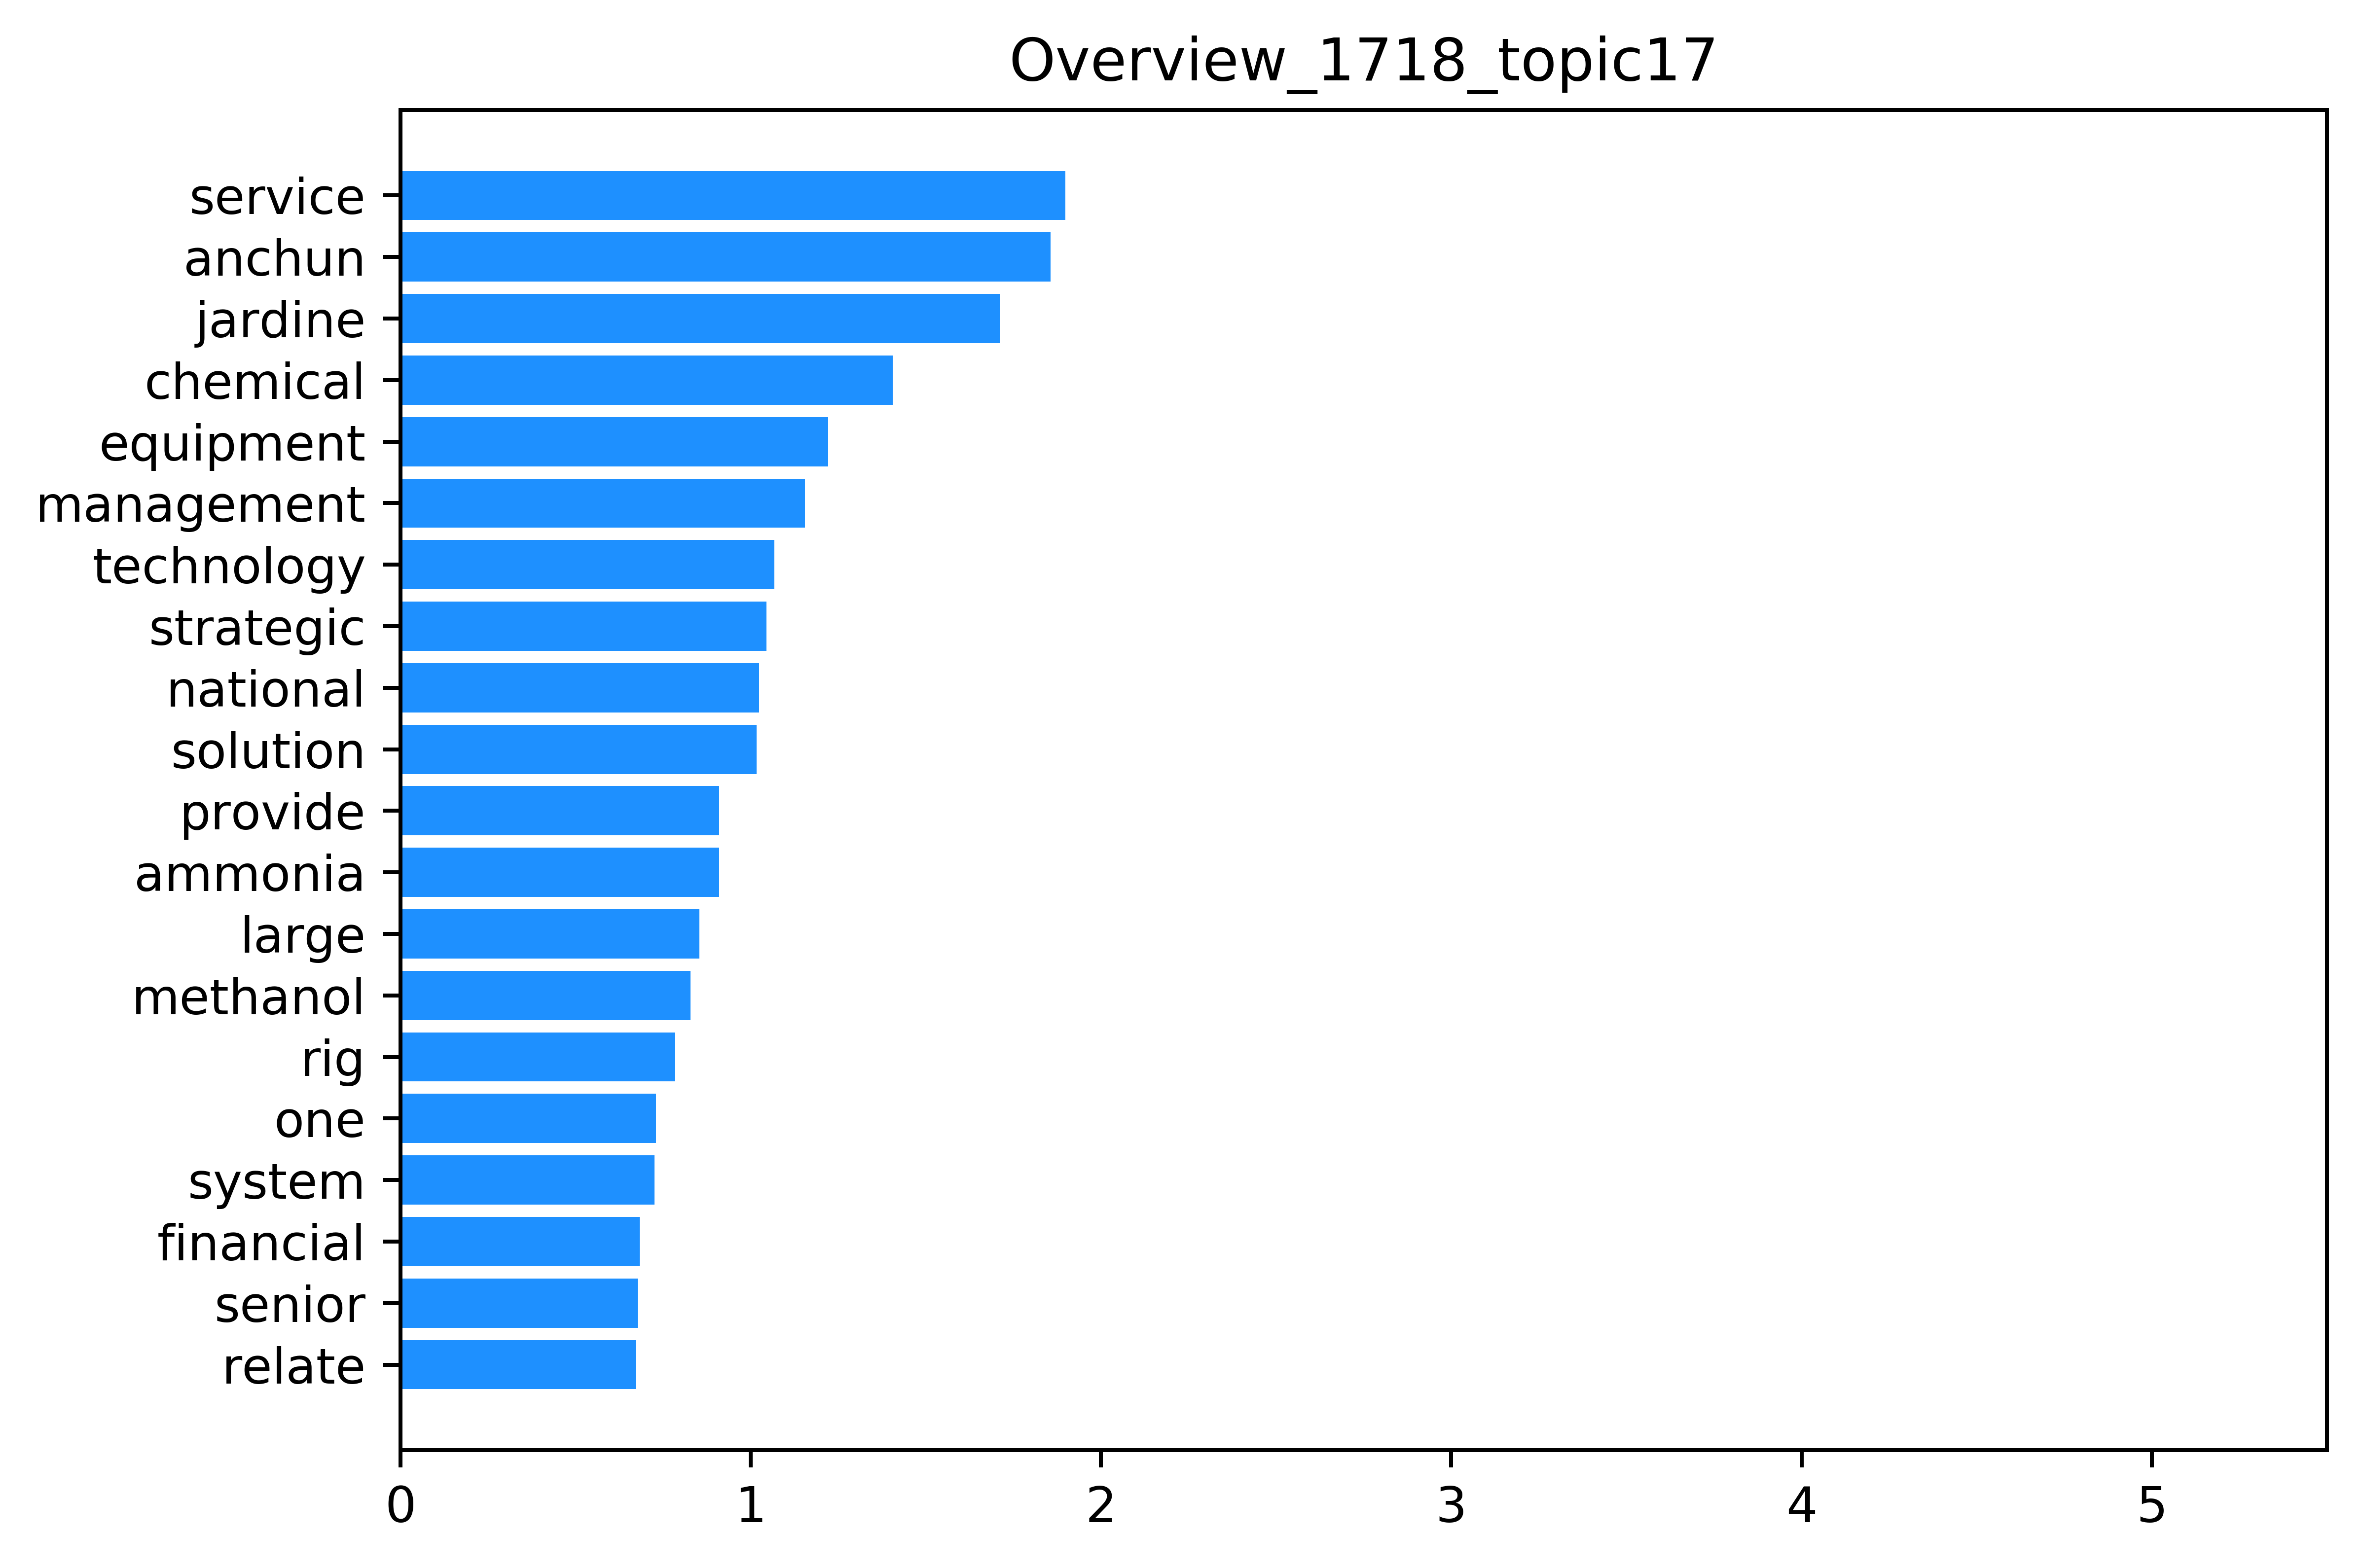 Overview_1718_topic17
service
anchun
jardine
chemical
equipment
management
technology
strategic
national
solution
provide
ammonia
large
methanol
rig
one
system
financial
senior
relate
0 1 2 3 4 5